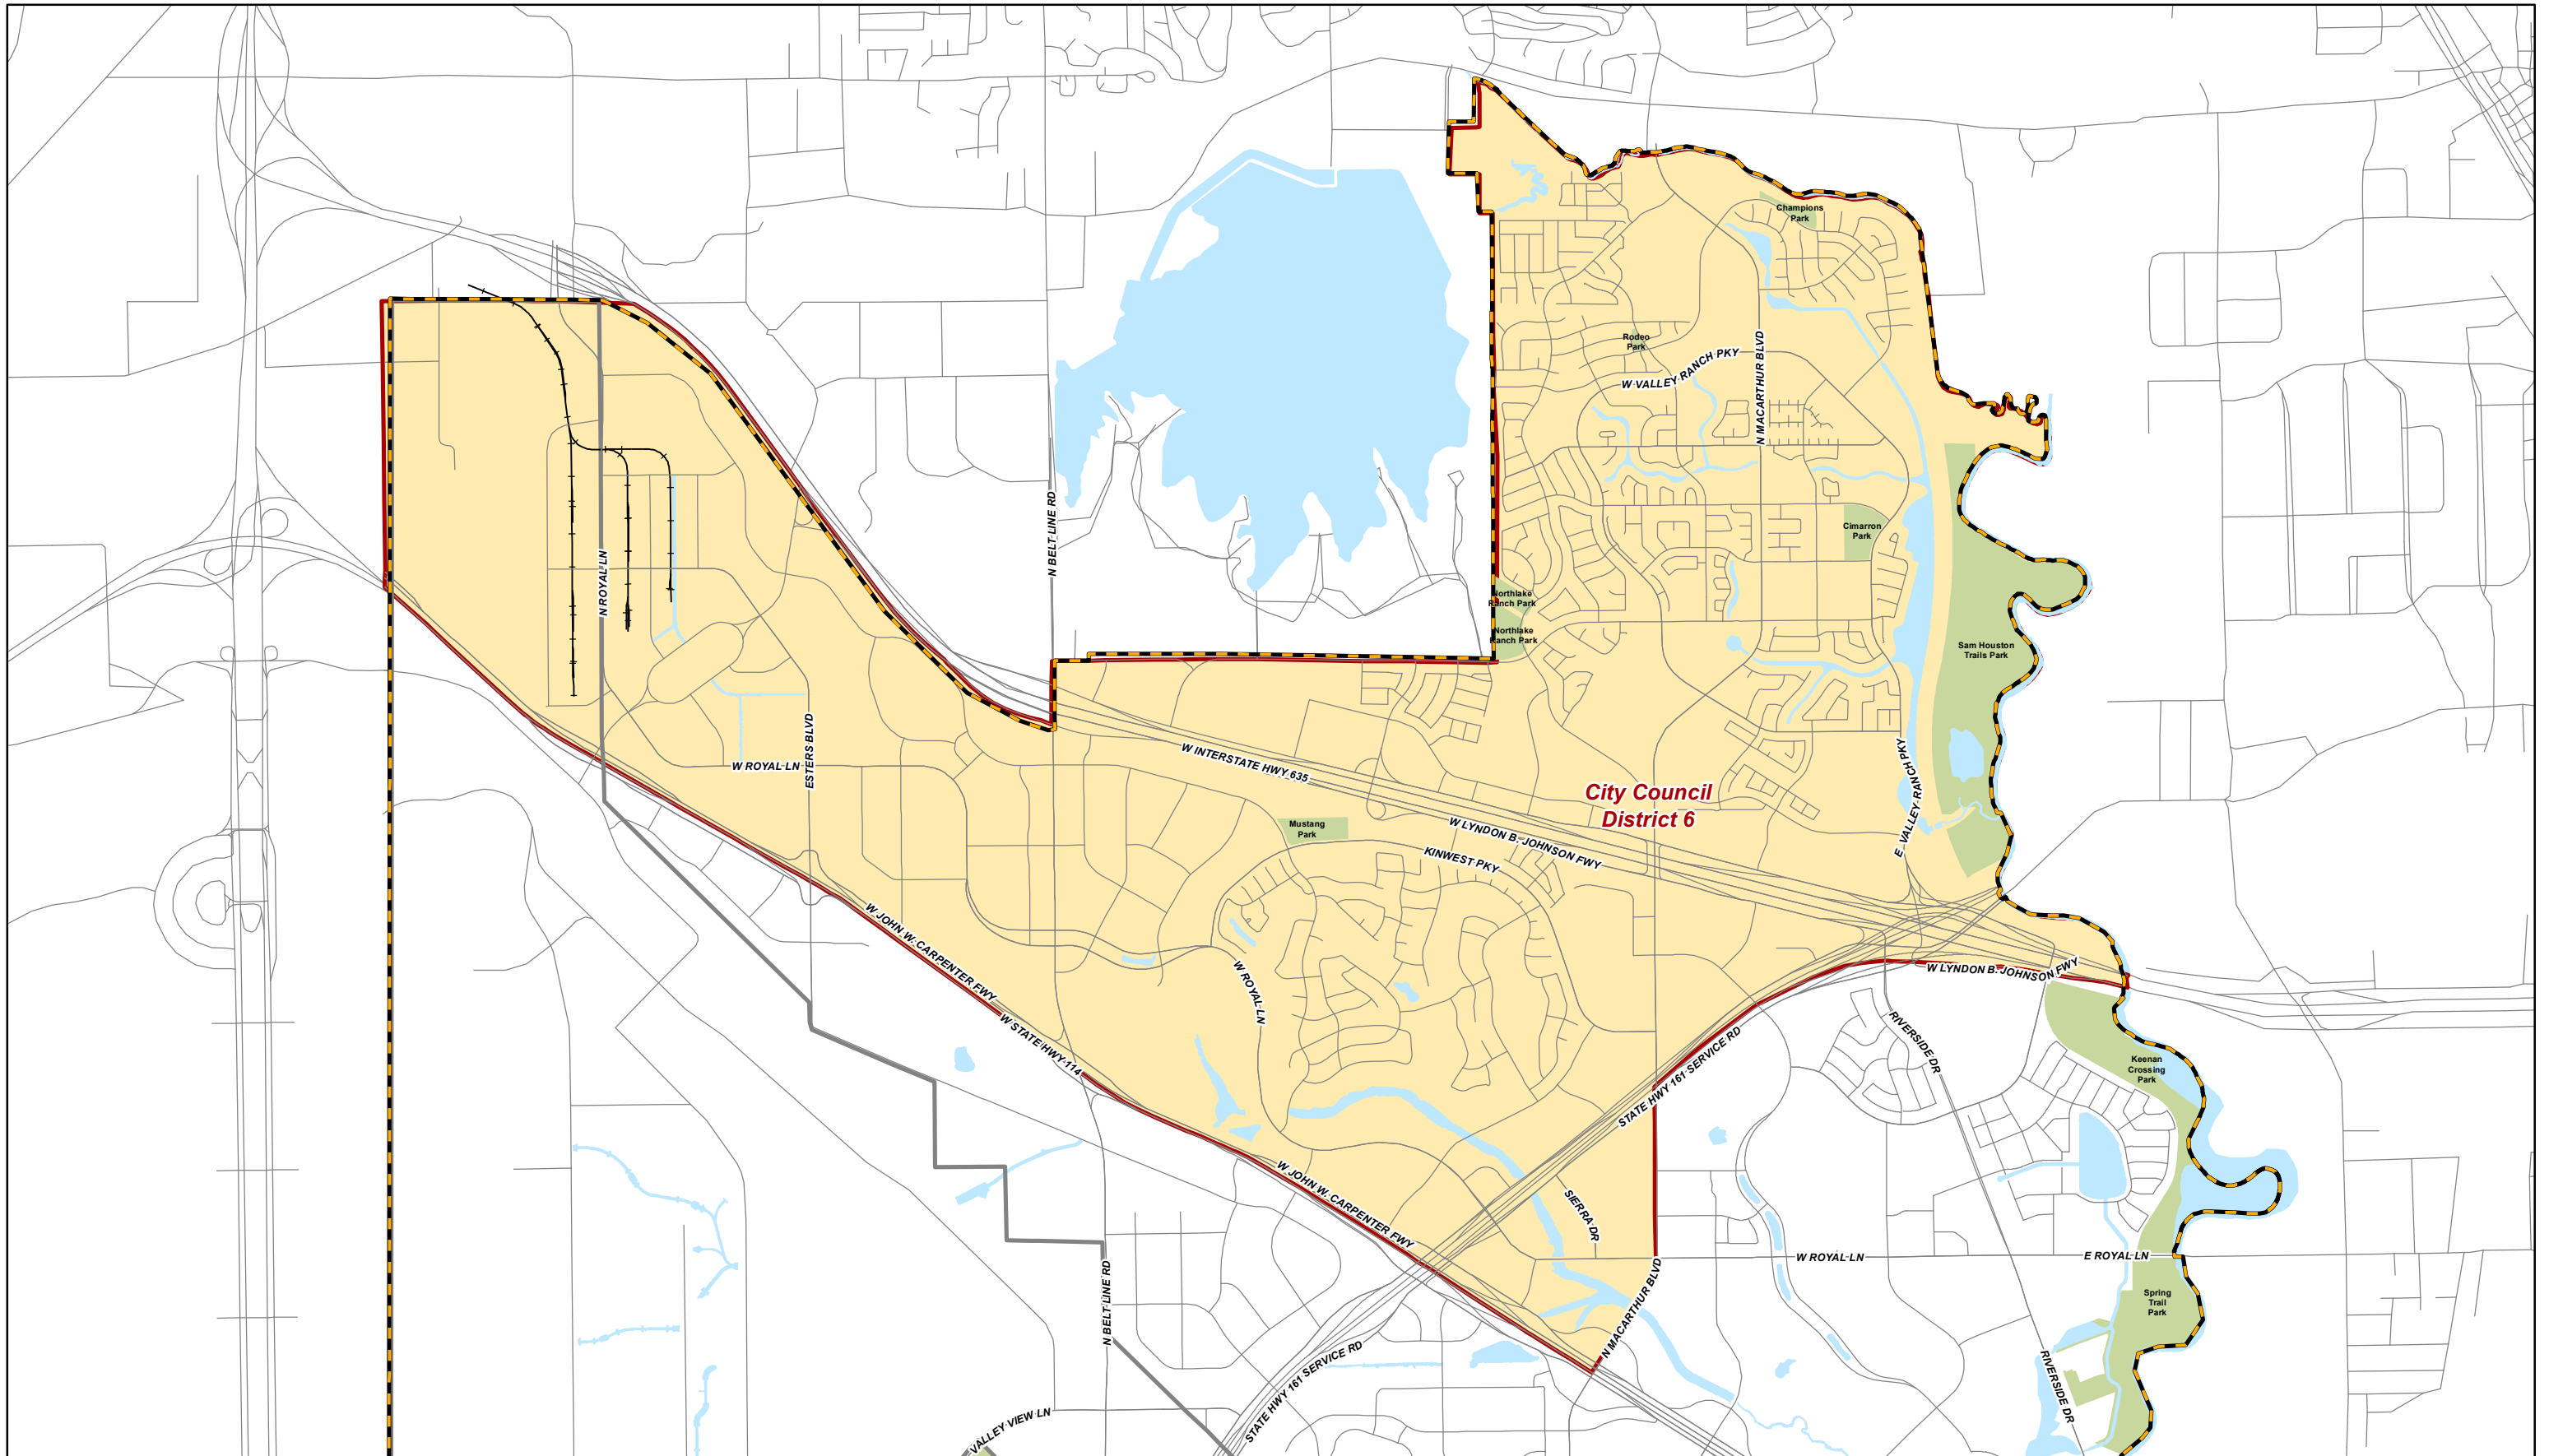 Champions
Park
Rodeo
Park
W VALLEY RANCH PKY
N MACARTHUR BLVD
N BELT LINE RD
Cimarron
Park
N ROYAL LN
Northlake
Ranch Park
Northlake
Ranch Park
Sam Houston
Trails Park
ESTERS BLVD
W ROYAL LN
W INTERSTATE HWY 635
E VALLEY RANCH PKY
City Council
District 6
Mustang
Park
W LYNDON B. JOHNSON FWY
KINWEST PKY
W JOHN W. CARPENTER FWY
W ROYAL LN
W LYNDON B. JOHNSON FWY
W STATE HWY 114
RIVERSIDE DR
STATE HWY 161 SERVICE RD
Keenan
Crossing
Park
W JOHN W. CARPENTER FWY
SIERRA DR
W ROYAL LN
E ROYAL LN
N BELT LINE RD
N MACARTHUR BLVD
Spring
Trail
Park
STATE HWY 161 SERVICE RD
RIVERSIDE DR
VALLEY VIEW LN